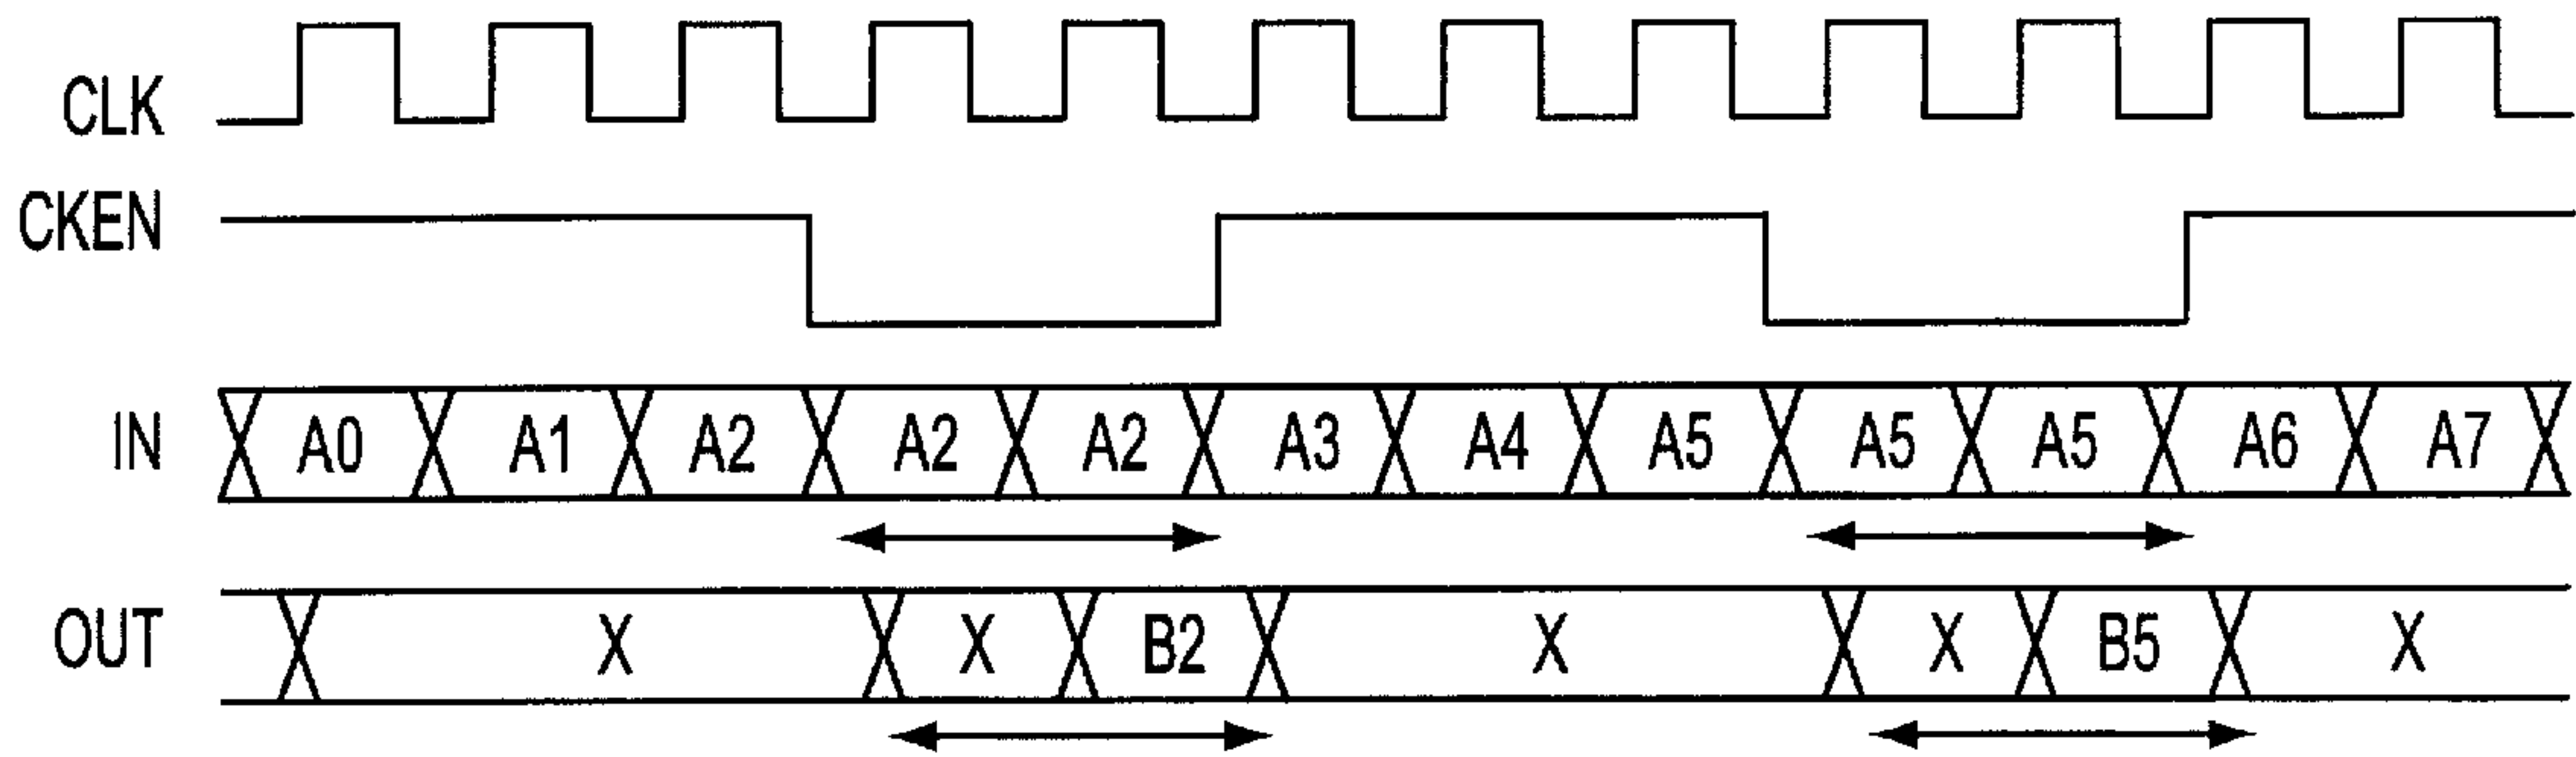 CLK
CKEN
IN A0 A1 A2 A2 A2 A3 A4 A5 A5 A5 A6 A7
OUT X X B2 X X B5 X